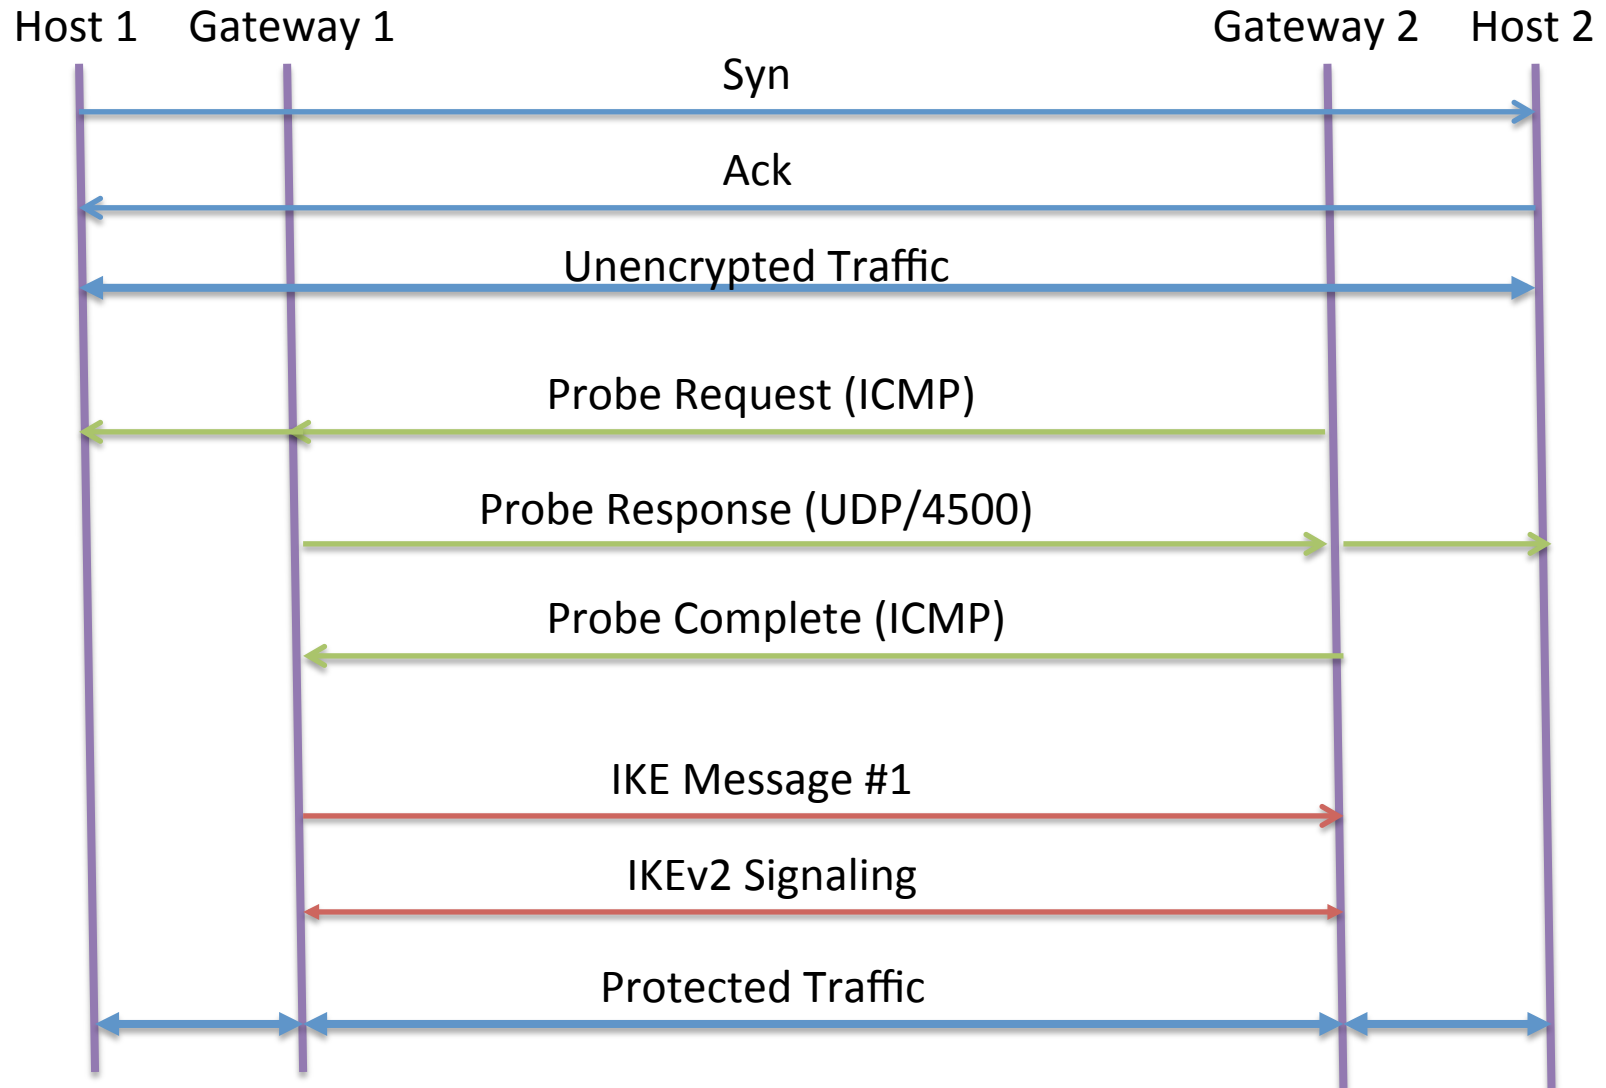 Host 1
Gateway 1
Gateway 2
Host 2
Syn
Ack
Unencrypted Traffic
Probe Request (ICMP)
Probe Response (UDP/4500)
Probe Complete (ICMP)
IKE Message #1
IKEv2 Signaling
Protected Traffic